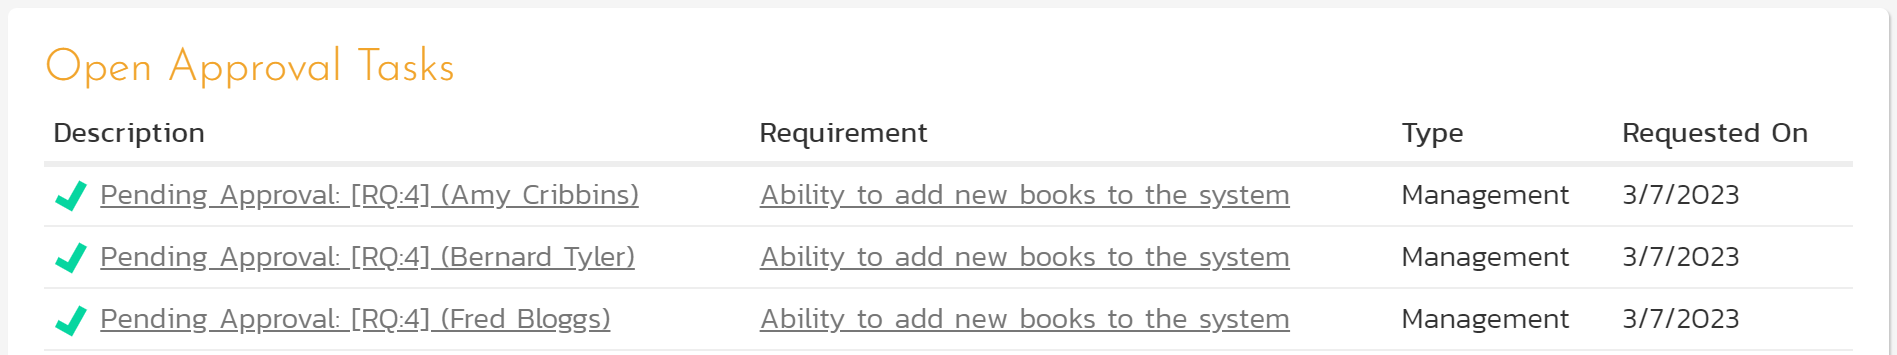 Open Approval Tasks
Description Requirement Type Requested On
Pending Approval: [RQ:4] (Amy Cribbins) Ability to add new books to the system Management 3/7/2023
Pending Approval: [RQ:4] (Bernard Tyler) Ability to add new books to the system Management 3/7/2023
Pending Approval: [RQ:4] (Fred Bloggs) Ability to add new books to the system Management 3/7/2023